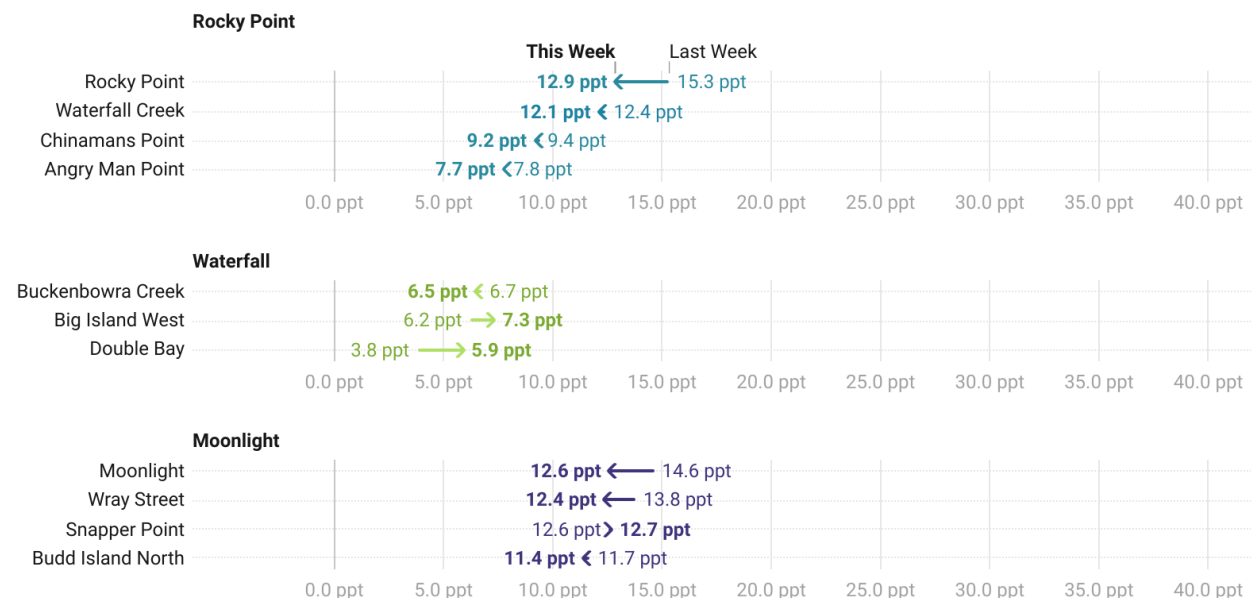 Rocky Point
This Week Last Week
Rocky Point 12.9 ppt 15.3 ppt
Waterfall Creek 12.1 ppt 12.4 ppt
Chinamans Point 9.2 ppt 9.4 ppt
Angry Man Point 7.7 ppt 7.8 ppt
0.0 ppt 5.0 ppt 10.0 ppt 15.0 ppt 20.0 ppt 25.0 ppt 30.0 ppt 35.0 ppt 40.0 ppt
Waterfall
Buckenbowra Creek 6.5 ppt 6.7 ppt
Big Island West 6.2 ppt 7.3 ppt
Double Bay 3.8 ppt 5.9 ppt
0.0 ppt 5.0 ppt 10.0 ppt 15.0 ppt 20.0 ppt 25.0 ppt 30.0 ppt 35.0 ppt 40.0 ppt
Moonlight
Moonlight 12.6 ppt 14.6 ppt
Wray Street 12.4 ppt 13.8 ppt
Snapper Point 12.6 ppt 12.7 ppt
Budd Island North 11.4 ppt 11.7 ppt
0.0 ppt 5.0 ppt 10.0 ppt 15.0 ppt 20.0 ppt 25.0 ppt 30.0 ppt 35.0 ppt 40.0 ppt